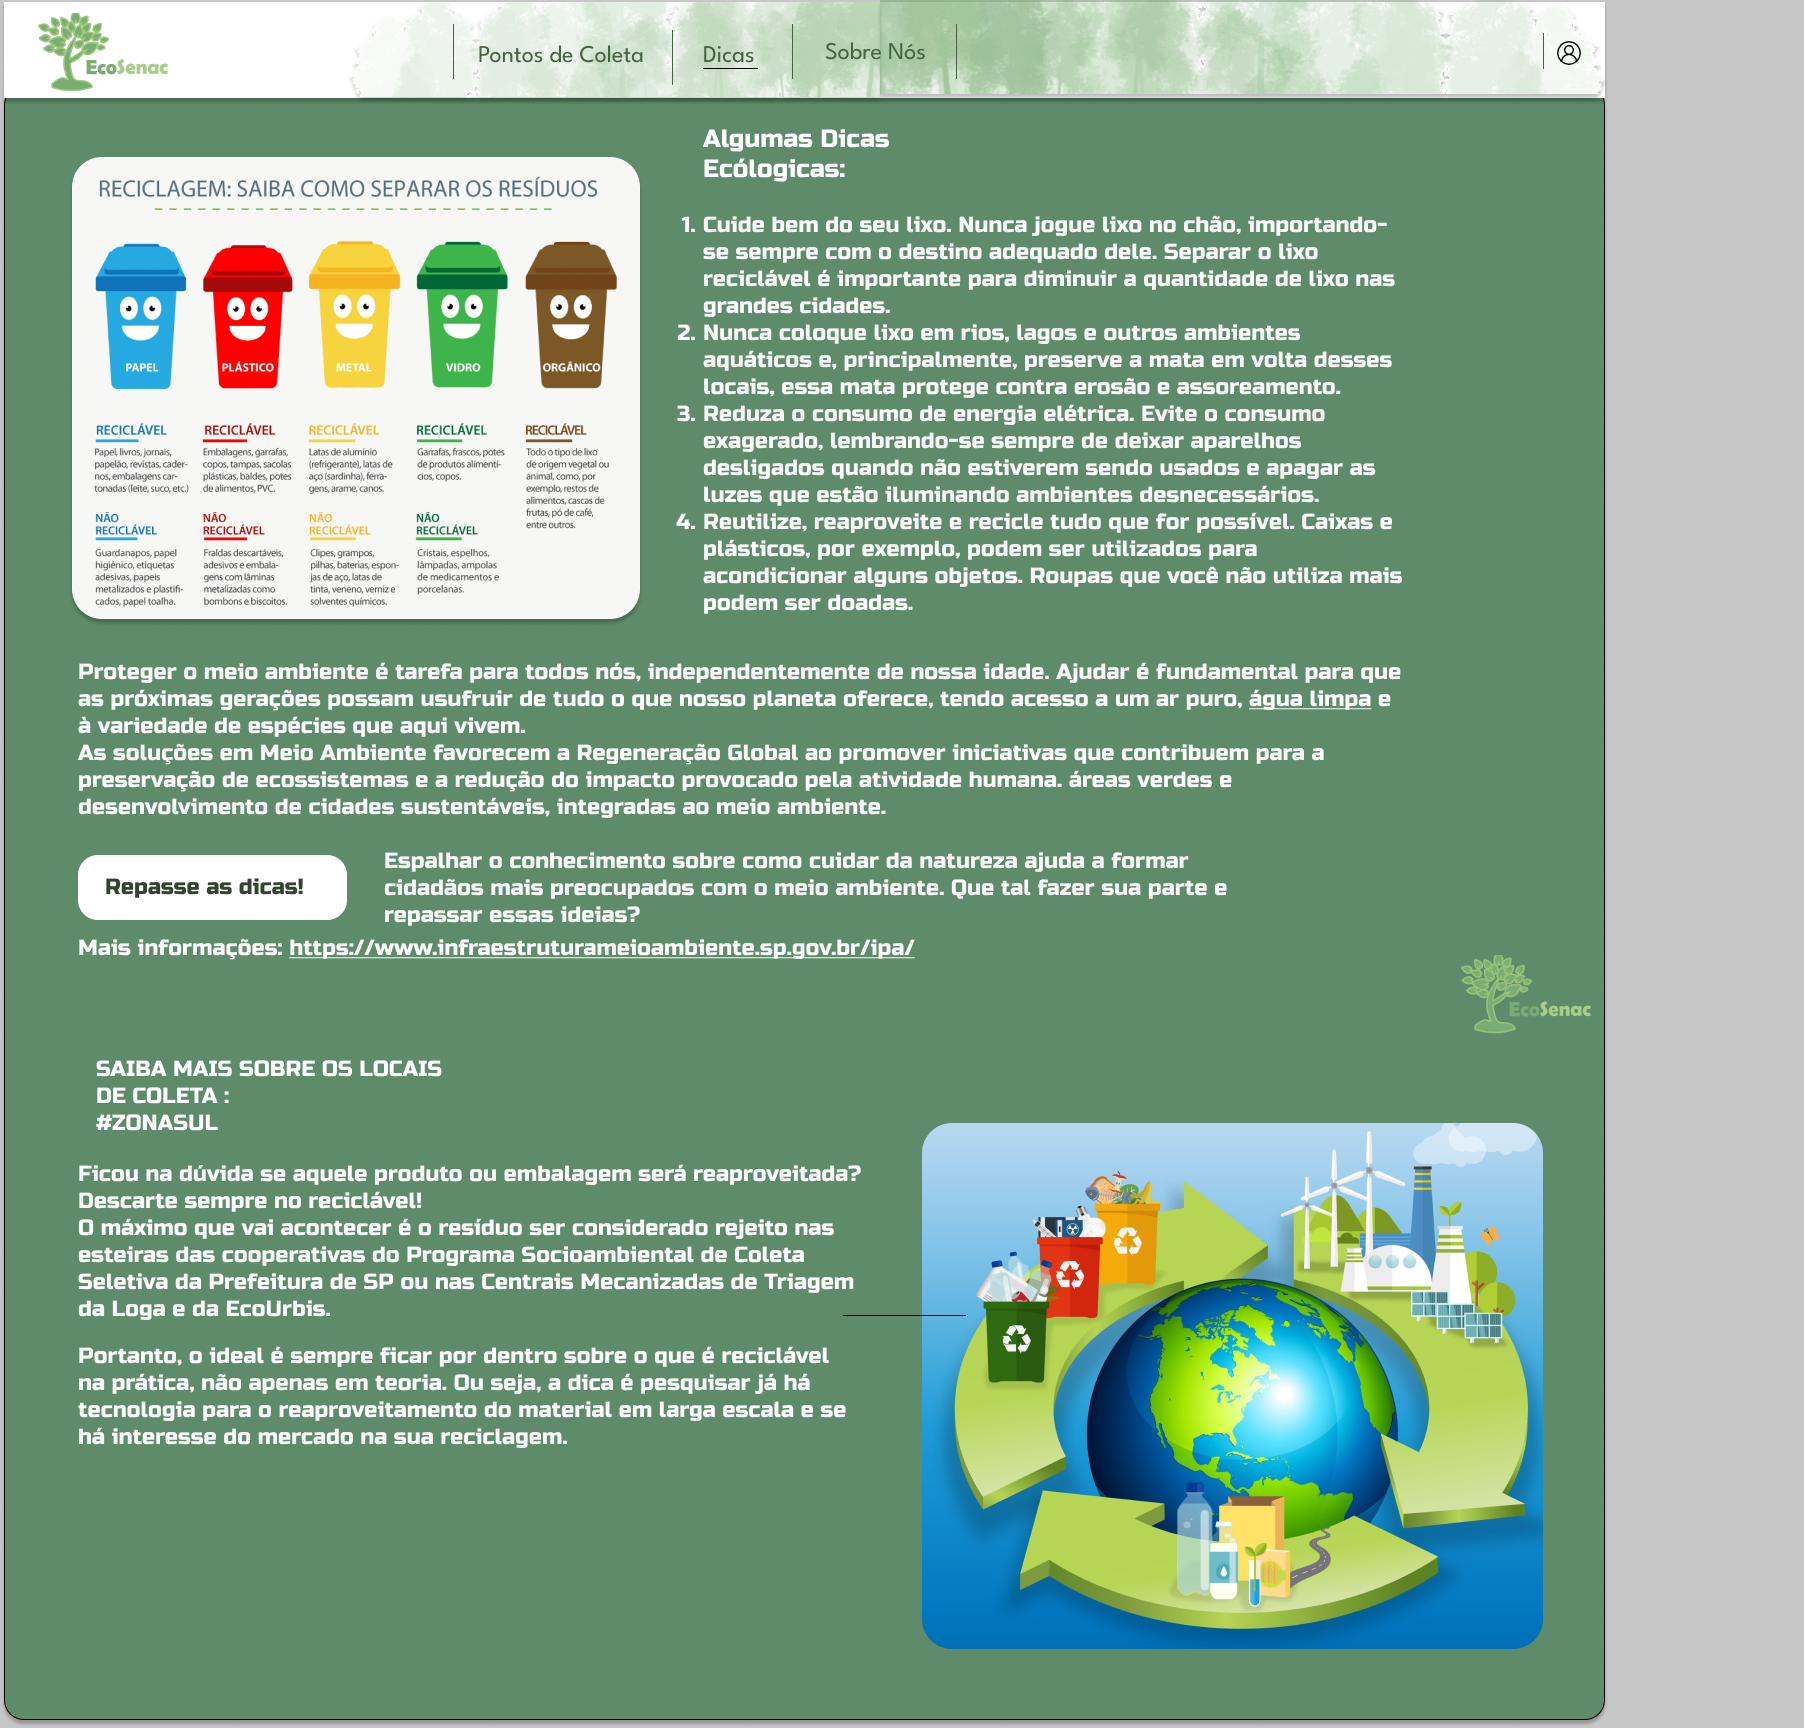 EcoSenac
Pontos de Coleta
Dicas
Sobre Nós
RECICLAGEM: SAIBA COMO SEPARAR OS RESÍDUOS
PAPEL
PLÁSTICO
METAL
VIDRO
ORGÂNICO
RECICLÁVEL
Papel, livros, jornais,
papelão, revistas, cader-
nos, embalagens car-
tonadas (leite, suco, etc.)
NÃO
RECICLÁVEL
Guardanapos, papel
higiênico, etiquetas
adesivas, papeis
metalizados e plastifi-
cados, papel toalha.
RECICLÁVEL
Embalagens, garrafas,
copos, tampas, sacolas
plásticas, baldes, potes
de alimentos, PVC.
NÃO
RECICLÁVEL
Fraldas descartáveis,
adesivos e embala-
gens com lâminas
metalizadas como
bombons e biscoitos.
RECICLÁVEL
Latas de alumínio
(refrigerante), latas de
aço (sardinha), ferra-
gens, arame, canos.
NÃO
RECICLÁVEL
Clipes, grampos,
pilhas, baterias, espon-
jas de aço, latas de
tinta, veneno, verniz e
solventes químicos.
RECICLÁVEL
Garrafas, frascos, potes
de produtos alimentí-
cios, copos.
NÃO
RECICLÁVEL
Cristais, espelhos,
lâmpadas, ampolas
de medicamentos e
porcelanas.
RECICLÁVEL
Todo o tipo de lixo
de origem vegetal ou
animal, como, por
exemplo, restos de
alimentos, cascas de
frutas, pó de café,
entre outros.
Algumas Dicas
Ecólogicas:
1. Cuide bem do seu lixo. Nunca jogue lixo no chão, importando-
se sempre com o destino adequado dele. Separar o lixo
reciclável é importante para diminuir a quantidade de lixo nas
grandes cidades.
2. Nunca coloque lixo em rios, lagos e outros ambientes
aquáticos e, principalmente, preserve a mata em volta desses
locais, essa mata protege contra erosão e assoreamento.
3. Reduza o consumo de energia elétrica. Evite o consumo
exagerado, lembrando-se sempre de deixar aparelhos
desligados quando não estiverem sendo usados e apagar as
luzes que estão iluminando ambientes desnecessários.
4. Reutilize, reaproveite e recicle tudo que for possível. Caixas e
plásticos, por exemplo, podem ser utilizados para
acondicionar alguns objetos. Roupas que você não utiliza mais
podem ser doadas.
Proteger o meio ambiente é tarefa para todos nós, independentemente de nossa idade. Ajudar é fundamental para que
as próximas gerações possam usufruir de tudo o que nosso planeta oferece, tendo acesso a um ar puro, água limpa e
à variedade de espécies que aqui vivem.
As soluções em Meio Ambiente favorecem a Regeneração Global ao promover iniciativas que contribuem para a
preservação de ecossistemas e a redução do impacto provocado pela atividade humana. áreas verdes e
desenvolvimento de cidades sustentáveis, integradas ao meio ambiente.
Repasse as dicas!
Espalhar o conhecimento sobre como cuidar da natureza ajuda a formar
cidadãos mais preocupados com o meio ambiente. Que tal fazer sua parte e
repassar essas ideias?
Mais informações: https://www.infraestruturameioambiente.sp.gov.br/ipa/
EcoSenac
SAIBA MAIS SOBRE OS LOCAIS
DE COLETA :
#ZONASUL
Ficou na dúvida se aquele produto ou embalagem será reaproveitada?
Descarte sempre no reciclável!
O máximo que vai acontecer é o resíduo ser considerado rejeito nas
esteiras das cooperativas do Programa Socioambiental de Coleta
Seletiva da Prefeitura de SP ou nas Centrais Mecanizadas de Triagem
da Loga e da EcoUrbis.
Portanto, o ideal é sempre ficar por dentro sobre o que é reciclável
na prática, não apenas em teoria. Ou seja, a dica é pesquisar já há
tecnologia para o reaproveitamento do material em larga escala e se
há interesse do mercado na sua reciclagem.